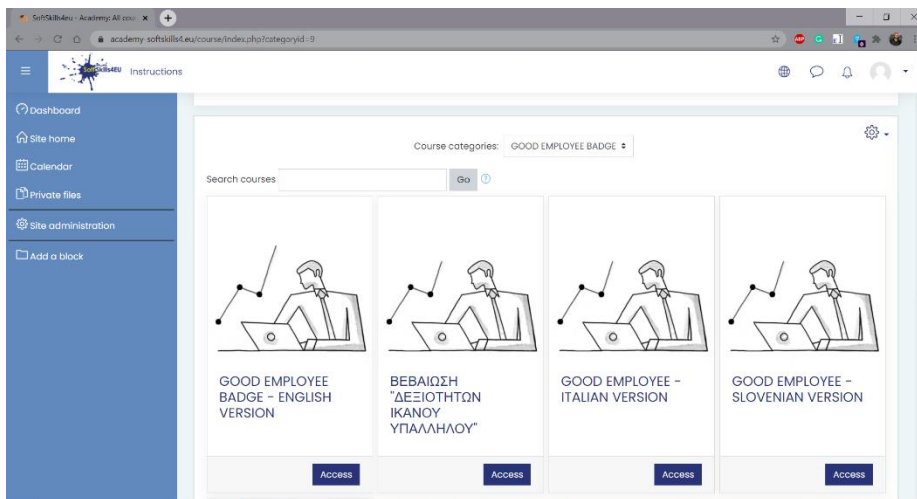 SoftSkills4eu - Academy: All cour
academy-softskills4.eu/course/index.php?categoryid=9
SoftSkills4EU Instructions
Dashboard
Site home
Calendar
Private files
Site administration
Add a block
Course categories: GOOD EMPLOYEE BADGE
Search courses Go
GOOD EMPLOYEE
BADGE - ENGLISH
VERSION
Access
ΒΕΒΑΙΩΣΗ
"ΔΕΞΙΟΤΗΤΩΝ
ΙΚΑΝΟΥ
ΥΠΑΛΛΗΛΟΥ"
Access
GOOD EMPLOYEE -
ITALIAN VERSION
Access
GOOD EMPLOYEE -
SLOVENIAN VERSION
Access